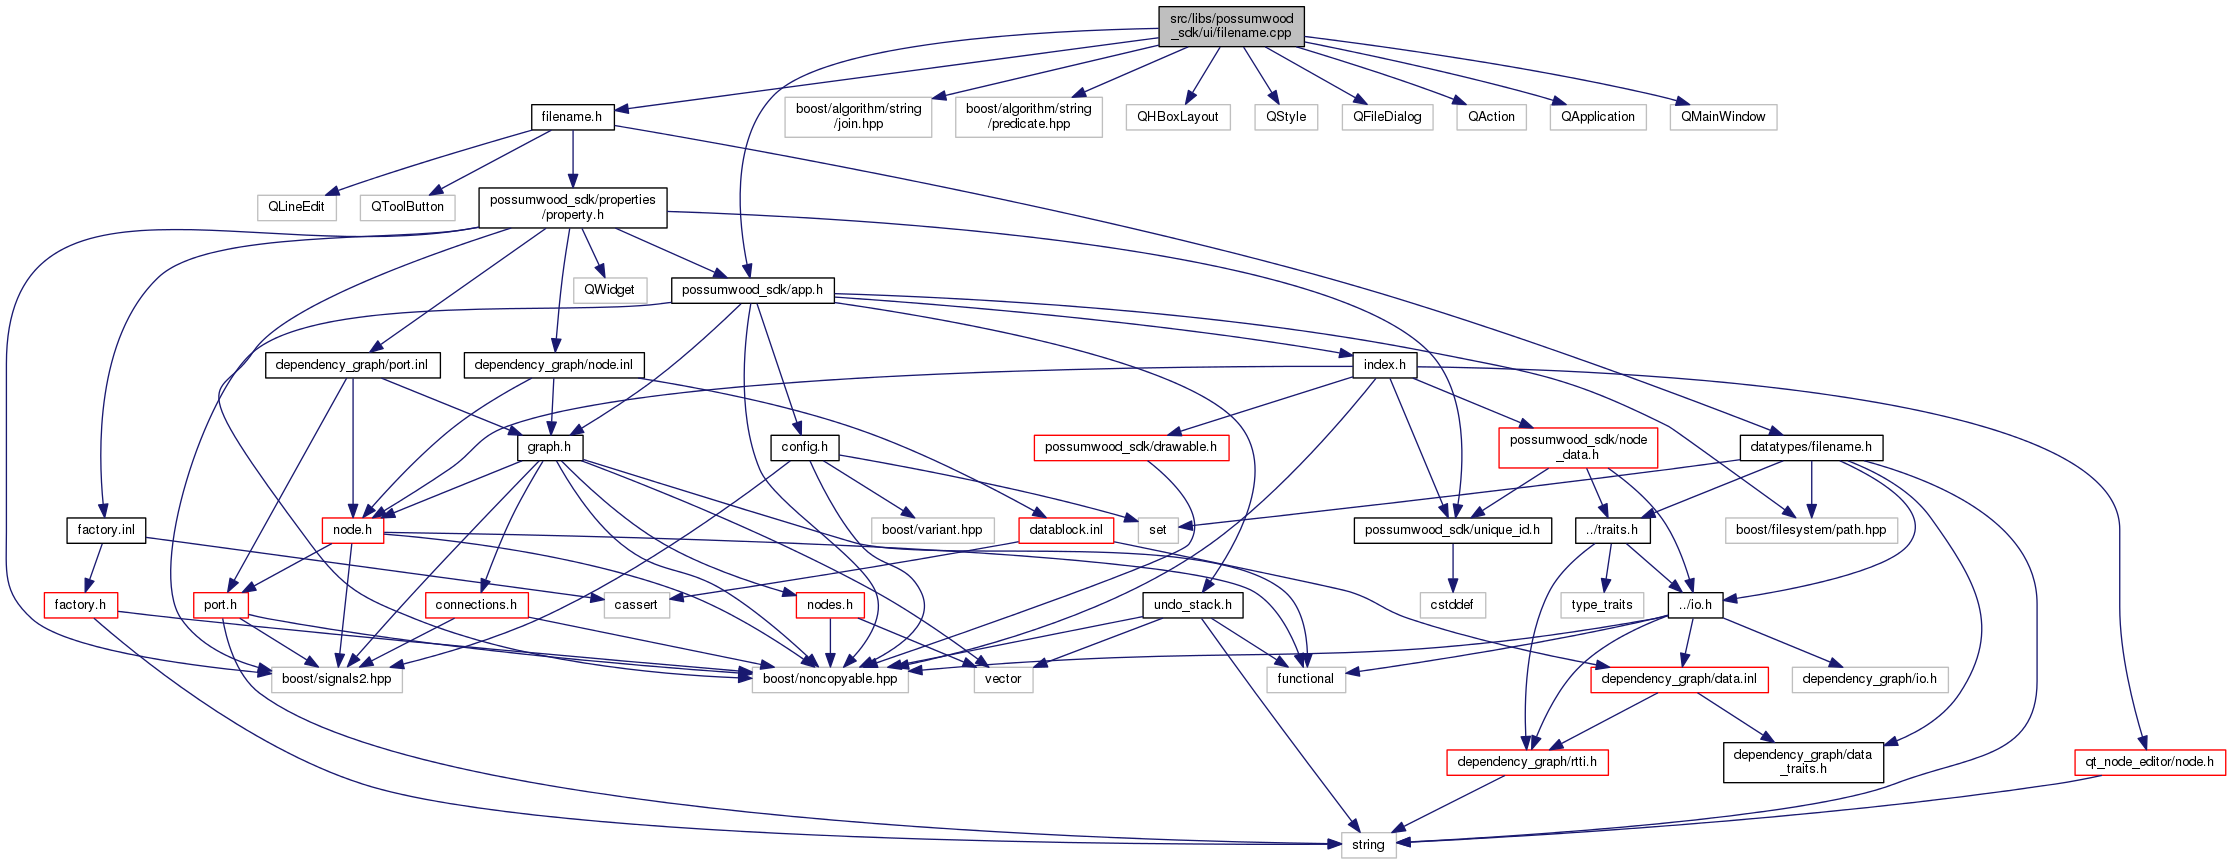 src/libs/possumwood
_sdk/ui/filename.cpp
filename.h
boost/algorithm/string
/join.hpp
boost/algorithm/string
/predicate.hpp
QHBoxLayout
QStyle
QFileDialog
QAction
QApplication
QMainWindow
QLineEdit
QToolButton
possumwood_sdk/properties
/property.h
QWidget
possumwood_sdk/app.h
dependency_graph/port.inl
dependency_graph/node.inl
index.h
graph.h
config.h
possumwood_sdk/drawable.h
possumwood_sdk/node
_data.h
datatypes/filename.h
factory.inl
node.h
boost/variant.hpp
datablock.inl
set
possumwood_sdk/unique_id.h
../traits.h
boost/filesystem/path.hpp
factory.h
port.h
connections.h
cassert
nodes.h
undo_stack.h
cstddef
type_traits
../io.h
boost/signals2.hpp
boost/noncopyable.hpp
vector
functional
dependency_graph/data.inl
dependency_graph/io.h
dependency_graph/rtti.h
dependency_graph/data
_traits.h
qt_node_editor/node.h
string